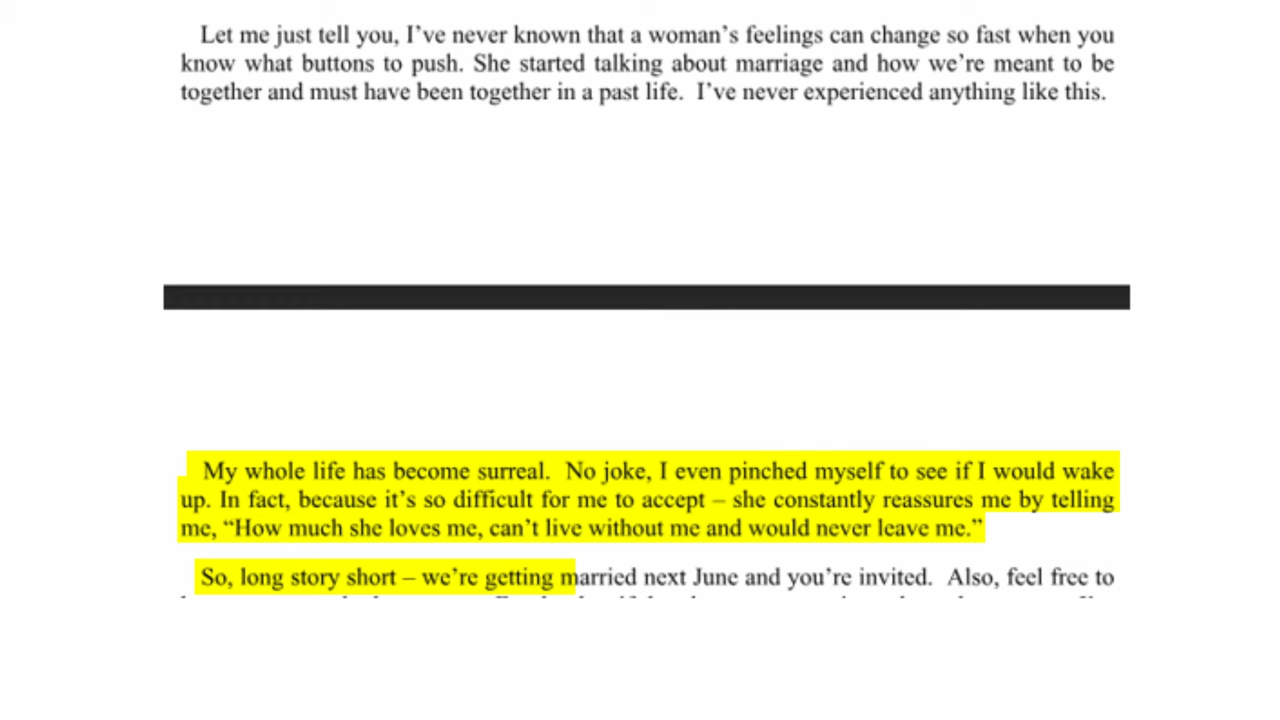 Let me just tell you, I’ve never known that a woman’s feelings can change so fast when you
know what buttons to push. She started talking about marriage and how we’re meant to be
together and must have been together in a past life. I’ve never experienced anything like this.
My whole life has become surreal. No joke, I even pinched myself to see if I would wake
up. In fact, because it’s so difficult for me to accept – she constantly reassures me by telling
me, “How much she loves me, can’t live without me and would never leave me.”
So, long story short – we’re getting married next June and you’re invited. Also, feel free to